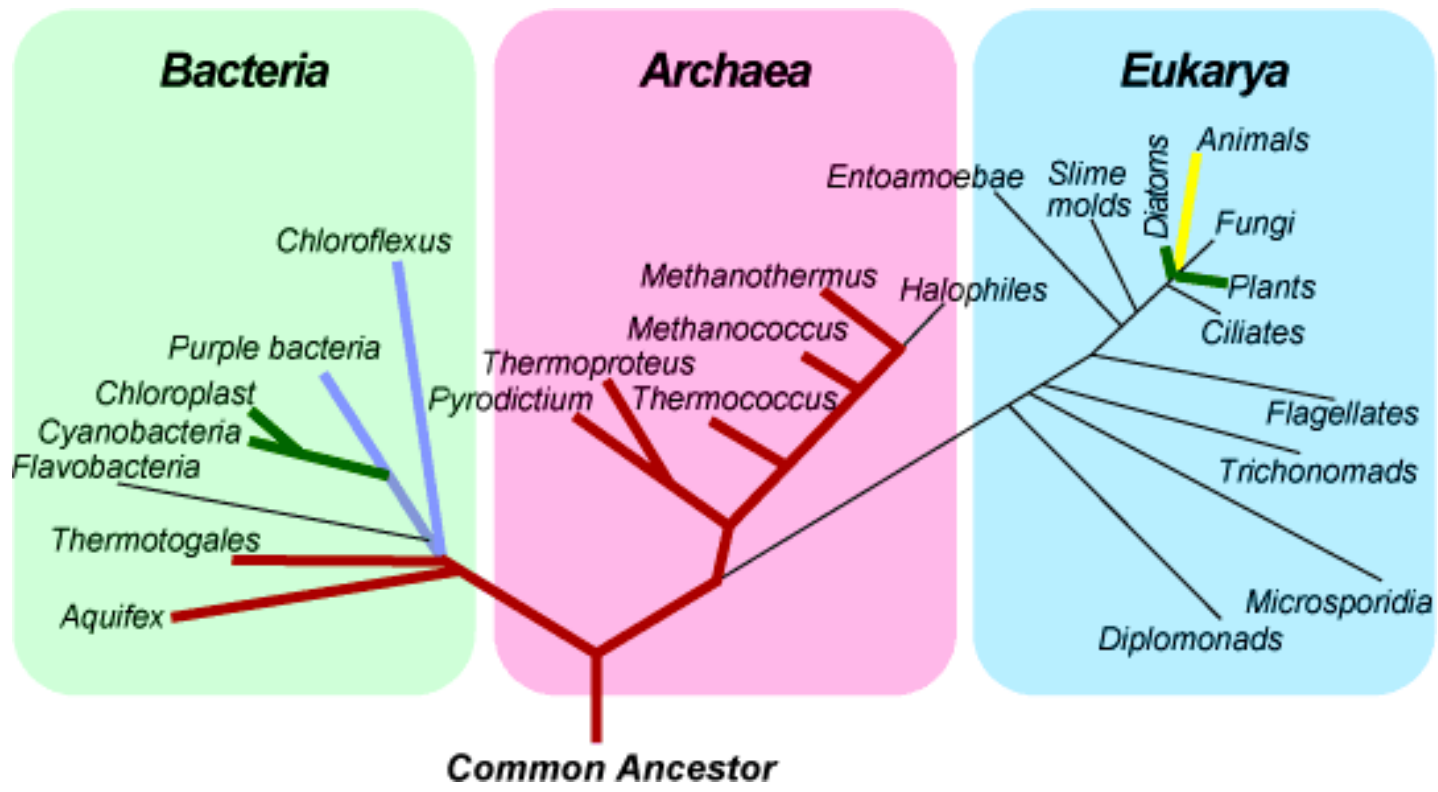 Bacteria
Archaea
Eukarya
Chloroflexus
Purple bacteria
Chloroplast
Cyanobacteria
Flavobacteria
Thermotogales
Aquifex
Methanothermus
Halophiles
Methanococcus
Thermoproteus
Pyrodictium
Thermococcus
Entoamoebae
Slime
molds
Diatoms
Animals
Fungi
Plants
Ciliates
Flagellates
Trichonomads
Microsporidia
Diplomonads
Common Ancestor